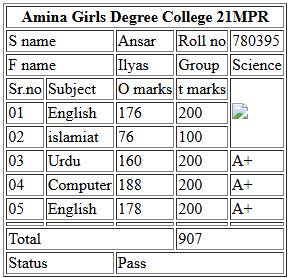 Amina Girls Degree College 21MPR
S name Ansar Roll no 780395
F name Ilyas Group Science
Sr.no Subject O marks t marks
01 English 176 200
02 islamiat 76 100
03 Urdu 160 200 A+
04 Computer 188 200 A+
05 English 178 200 A+
Total 907
Status Pass